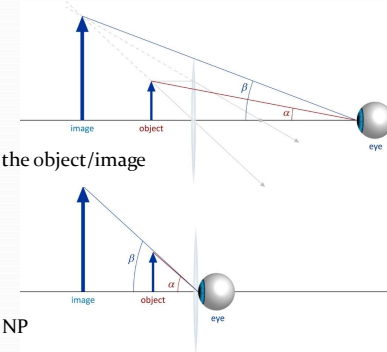 β
α
image
object
eye
the object/image
β
α
image
object
eye
NP